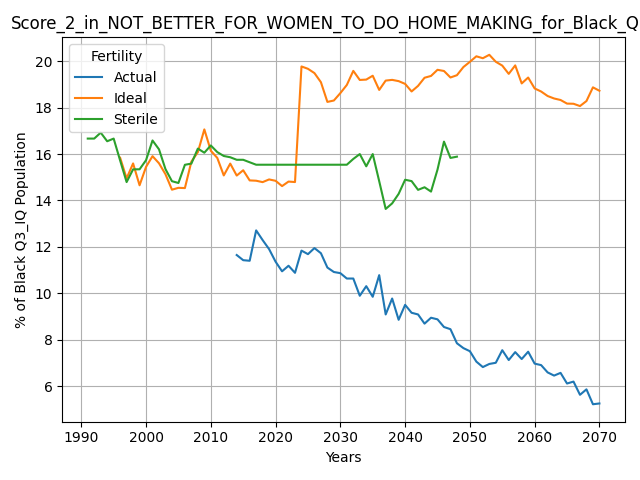 Score_2_in_NOT_BETTER_FOR_WOMEN_TO_DO_HOME_MAKING_for_Black_Q
Fertility
Actual
Ideal
Sterile
% of Black Q3_IQ Population
20
18
16
14
12
10
8
6
1990 2000 2010 2020 2030 2040 2050 2060 2070
Years